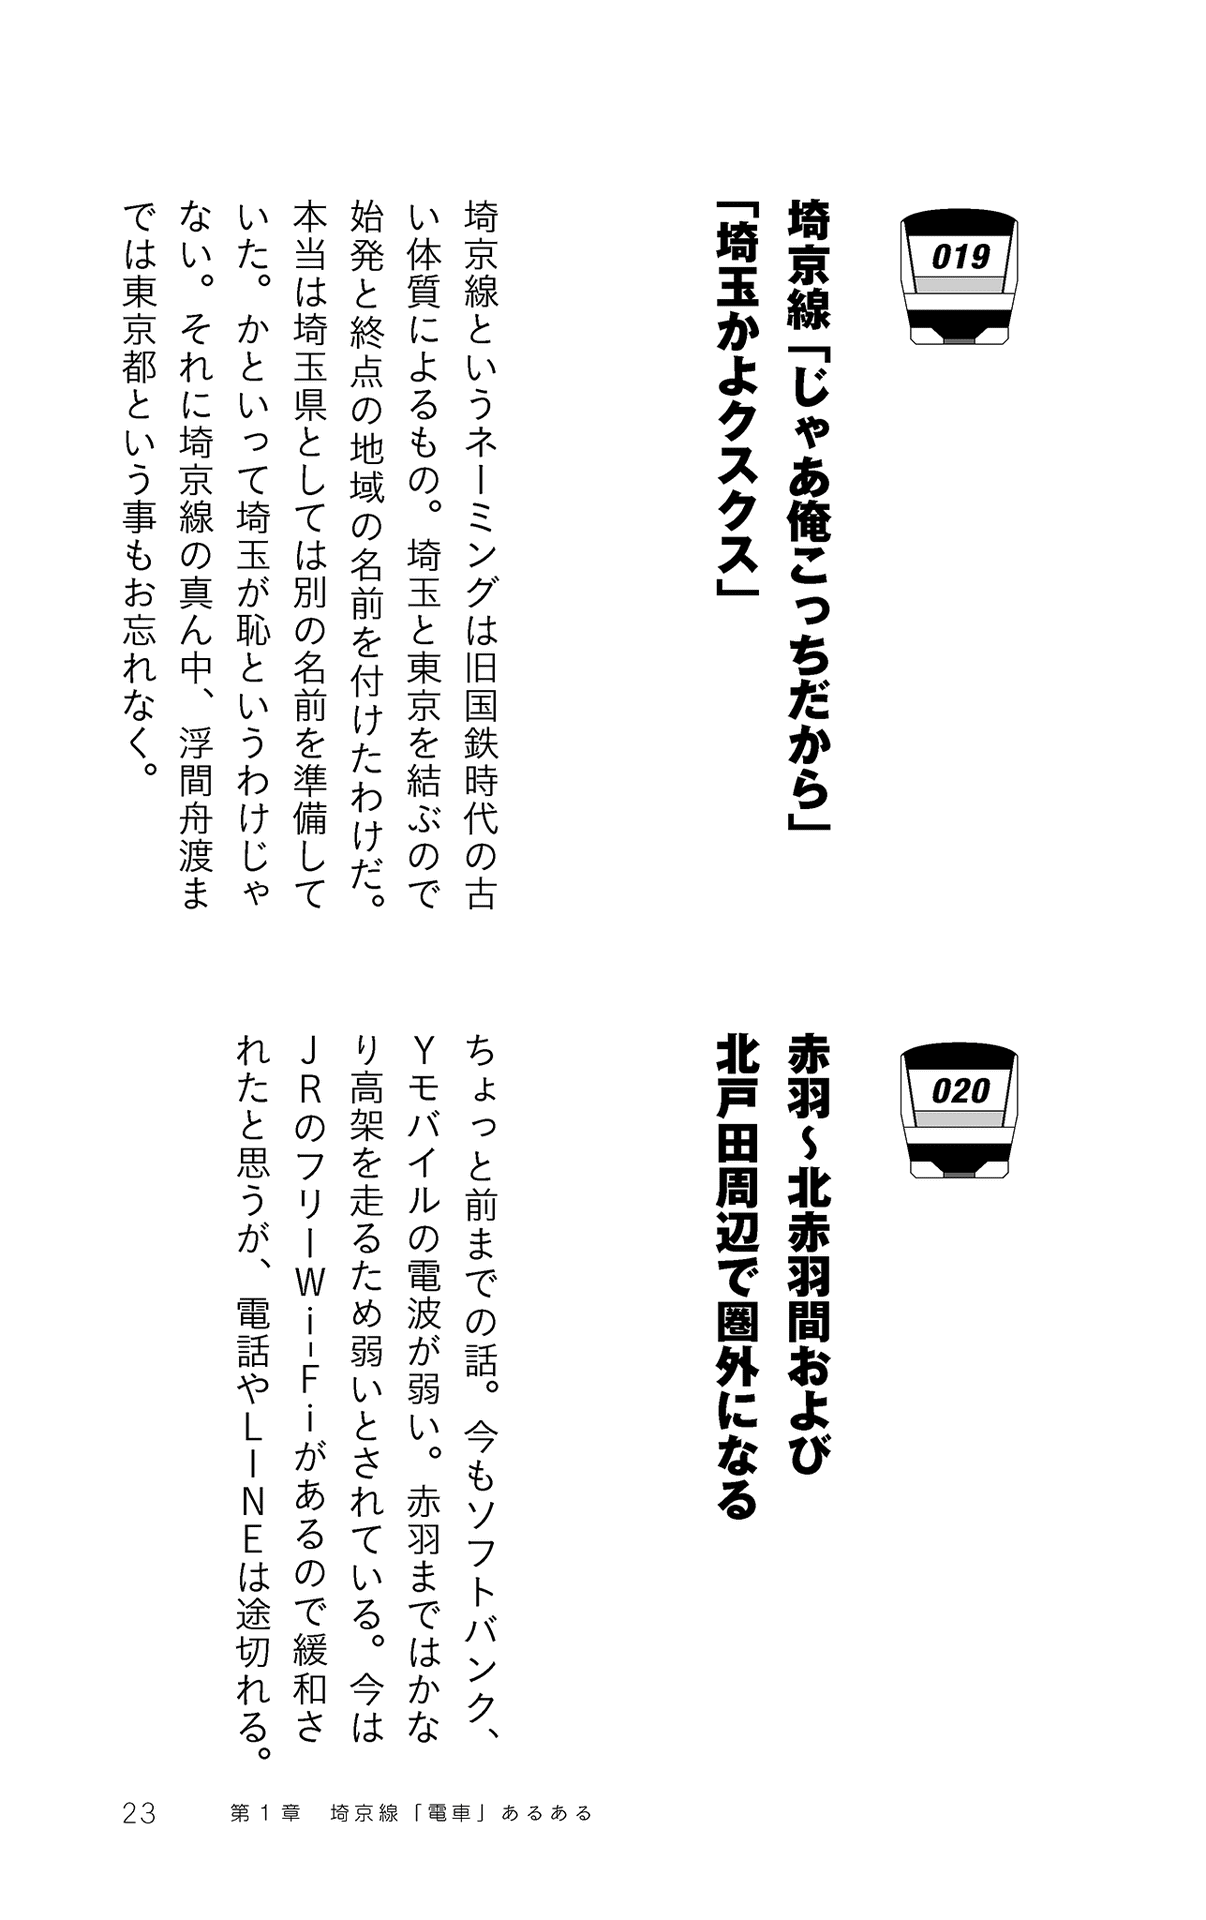 019
埼京線「じゃあ俺こっちだから」
「埼玉かよクスクス」
埼京線というネーミングは旧国鉄時代の古
い体質によるもの。埼玉と東京を結ぶので
始発と終点の地域の名前を付けたわけだ。
本当は埼玉県としては別の名前を準備して
いた。かといって埼玉が恥というわけじゃ
ない。それに埼京線の真ん中、浮間舟渡ま
では東京都という事もお忘れなく。
020
赤羽〜北赤羽間および
北戸田周辺で圏外になる
ちょっと前までの話。今もソフトバンク、
Yモバイルの電波が弱い。赤羽まではかな
り高架を走るため弱いとされている。今は
JRのフリーWi-Fiがあるので緩和さ
れたと思うが、電話やLINEは途切れる。
23 第1章 埼京線「電車」あるある